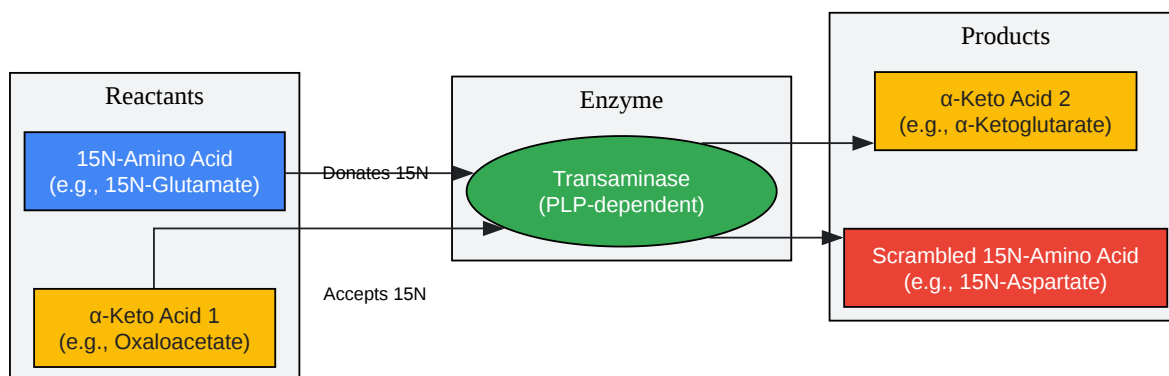 Reactants
15N-Amino Acid
(e.g., 15N-Glutamate)
α-Keto Acid 1
(e.g., Oxaloacetate)
Donates 15N
Accepts 15N
Enzyme
Transaminase
(PLP-dependent)
Products
α-Keto Acid 2
(e.g., α-Ketoglutarate)
Scrambled 15N-Amino Acid
(e.g., 15N-Aspartate)